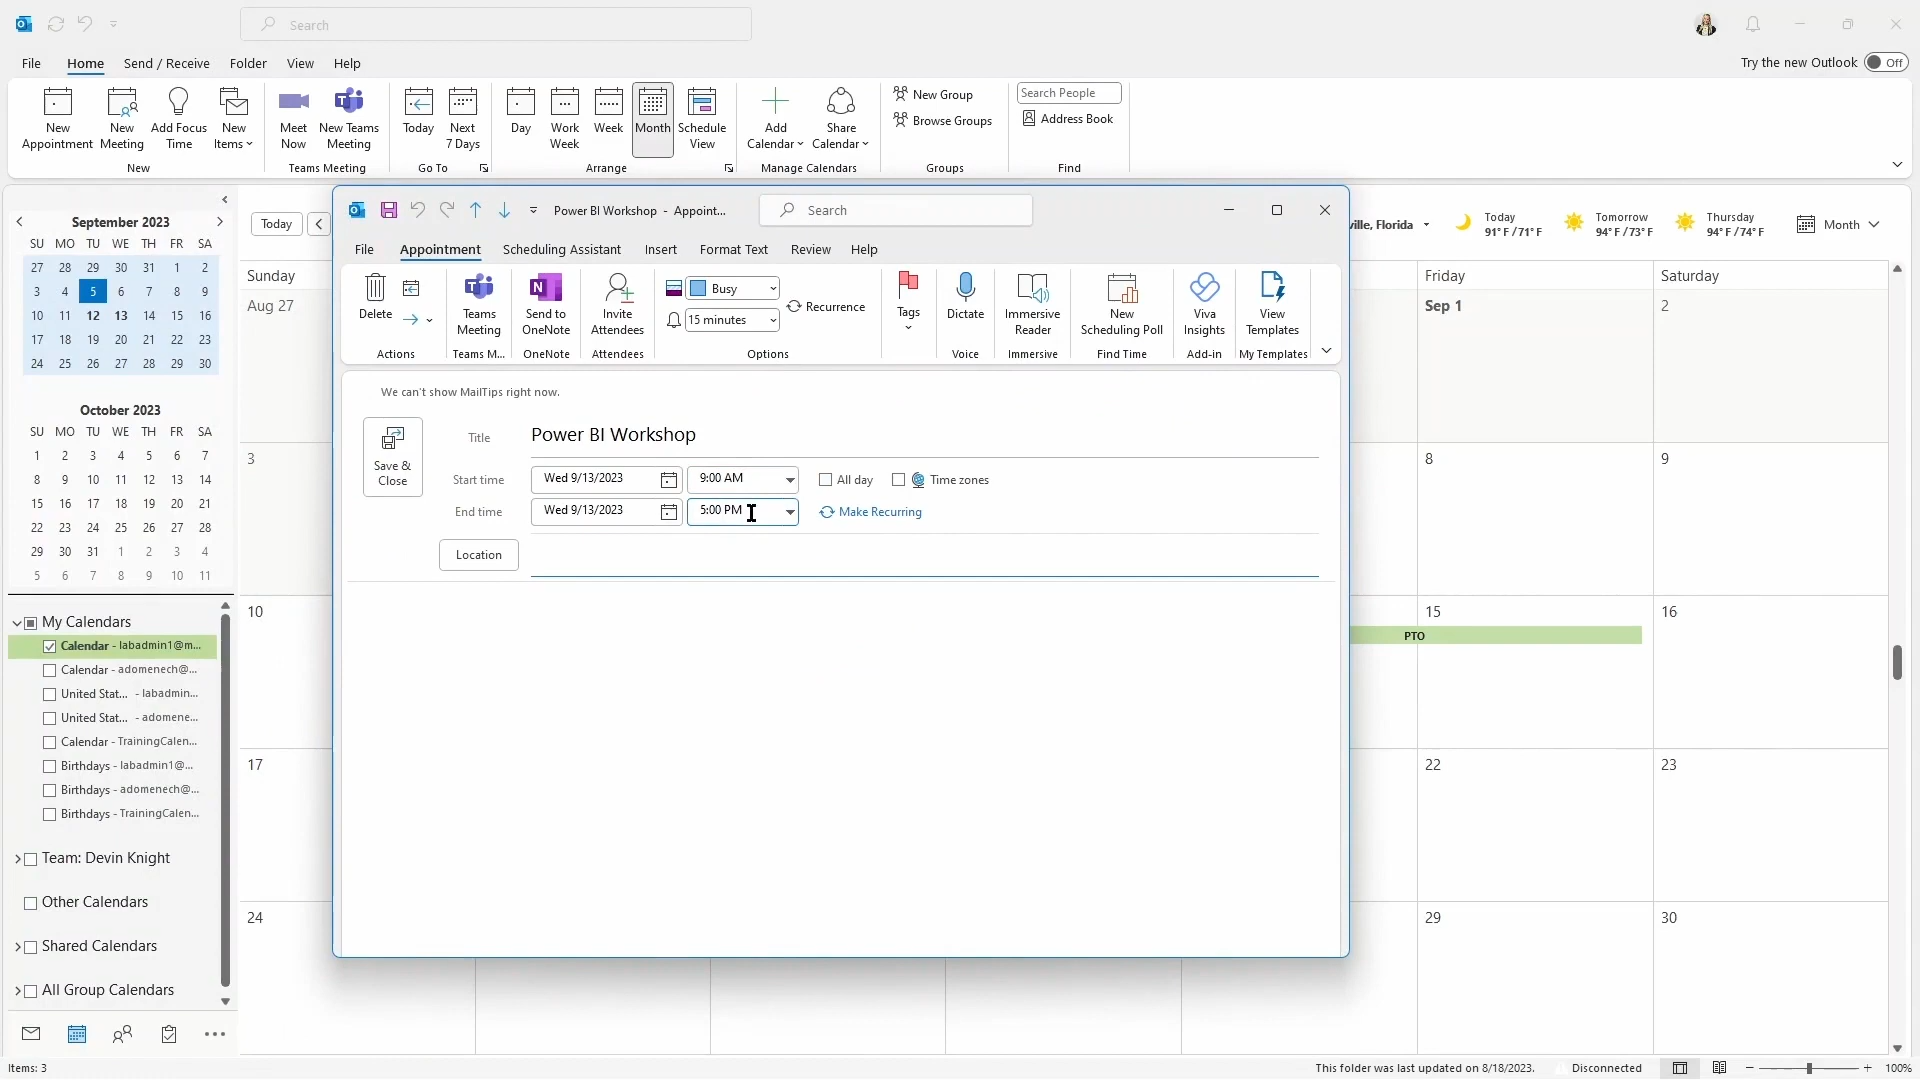 Search
File Home Send / Receive Folder View Help
Try the new Outlook Off
New Appointment
New Meeting
Add Focus Time
New Items
New
Meet Now
New Teams Meeting
Teams Meeting
Today
Next 7 Days
Go To
Day
Work Week
Week
Month
Schedule View
Arrange
Add Calendar
Share Calendar
Manage Calendars
New Group
Browse Groups
Groups
Search People
Address Book
Find
September 2023
SU MO TU WE TH FR SA
27 28 29 30 31 1 2
3 4 5 6 7 8 9
10 11 12 13 14 15 16
17 18 19 20 21 22 23
24 25 26 27 28 29 30
October 2023
SU MO TU WE TH FR SA
1 2 3 4 5 6 7
8 9 10 11 12 13 14
15 16 17 18 19 20 21
22 23 24 25 26 27 28
29 30 31 1 2 3 4
5 6 7 8 9 10 11
My Calendars
Calendar - labadmin1@m...
Calendar - adomenech@...
United Stat... - labadmin...
United Stat... - adomene...
Calendar - TrainingCalen...
Birthdays - labadmin1@...
Birthdays - adomenech@...
Birthdays - TrainingCalen...
Team: Devin Knight
Other Calendars
Shared Calendars
All Group Calendars
Today
ville, Florida
Today
91°F/71°F
Tomorrow
94°F/73°F
Thursday
94°F/74°F
Month
Sunday
Friday
Saturday
Aug 27
Sep 1
2
3
8
9
10
15
16
PTO
17
22
23
24
29
30
Power BI Workshop - Appoint...
Search
File Appointment Scheduling Assistant Insert Format Text Review Help
Delete
Actions
Teams Meeting
Teams M...
Send to OneNote
OneNote
Invite Attendees
Attendees
Busy
15 minutes
Recurrence
Options
Tags
Dictate
Voice
Immersive Reader
Immersive
New Scheduling Poll
Find Time
Viva Insights
Add-in
View Templates
My Templates
We can't show MailTips right now.
Save & Close
Title
Power BI Workshop
Start time
Wed 9/13/2023
9:00 AM
All day
Time zones
End time
Wed 9/13/2023
5:00 PM
Make Recurring
Location
Items: 3
This folder was updated on 8/18/2023.
Disconnected
100%